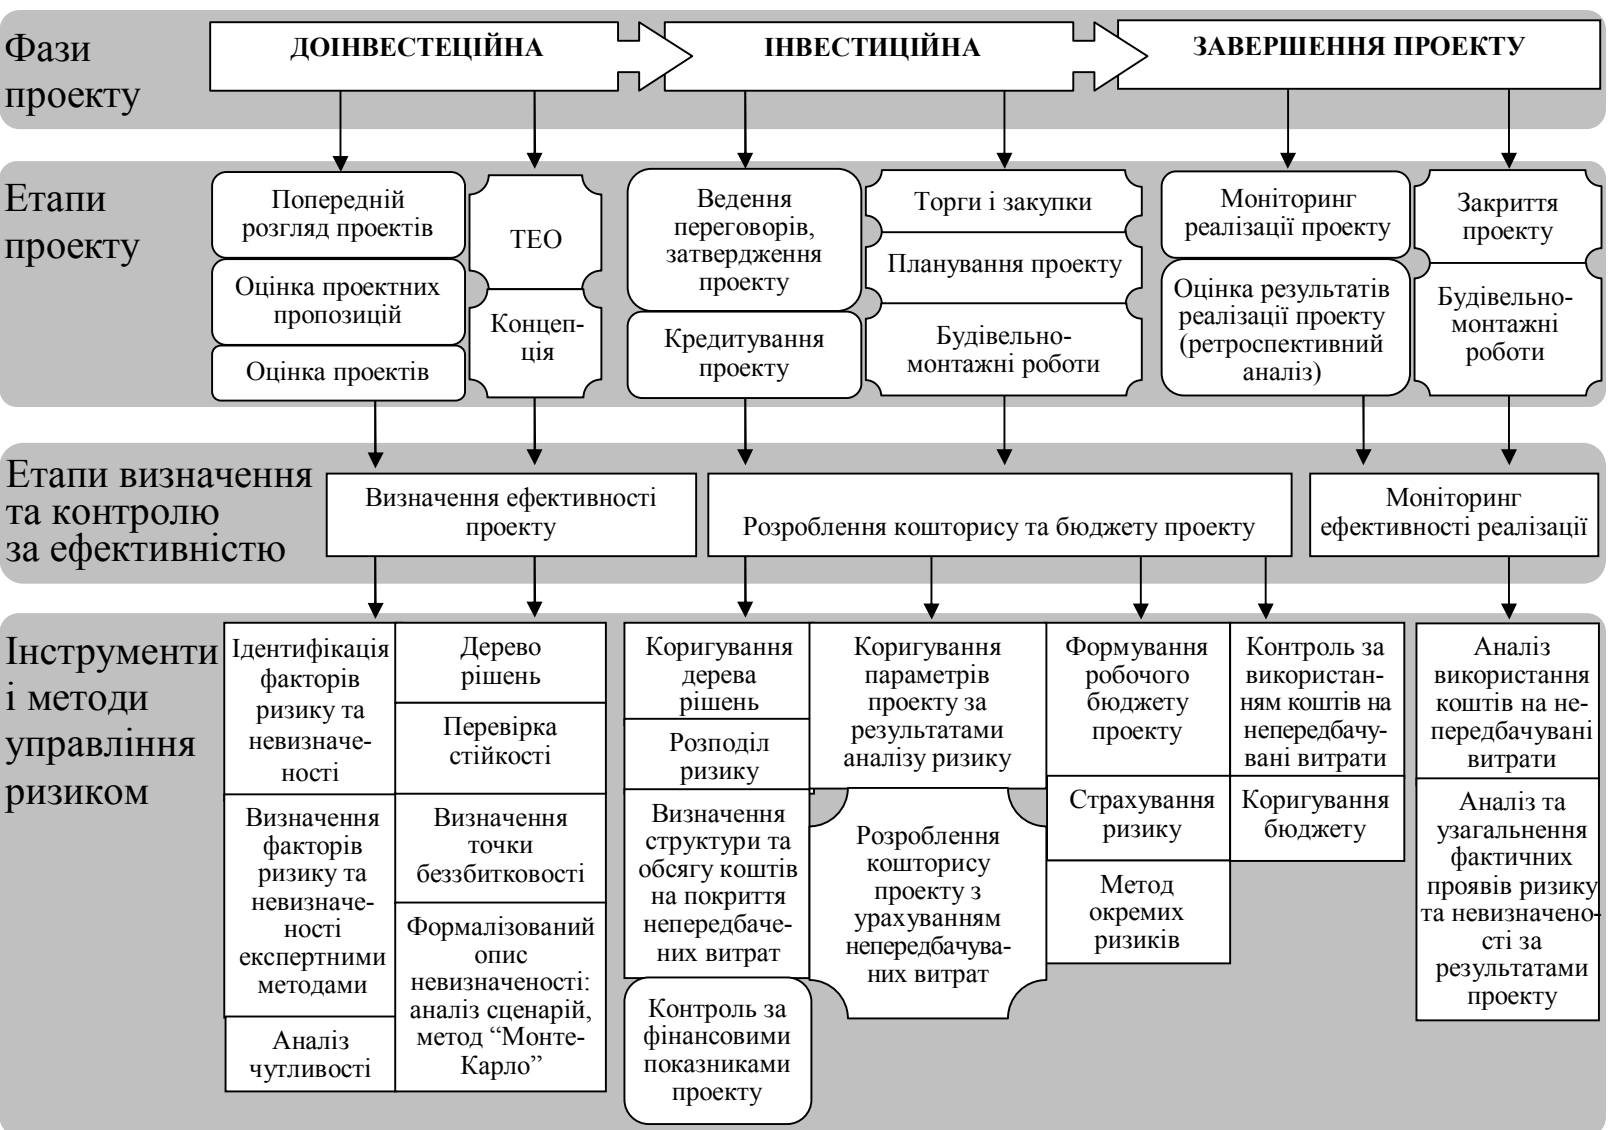 Фази
проекту
ДОІНВЕСТЕЦІЙНА
ІНВЕСТИЦІЙНА
ЗАВЕРШЕННЯ ПРОЕКТУ
Етапи
проекту
Попередній
розгляд проектів
Оцінка проектних
пропозицій
Оцінка проектів
ТЕО
Концеп-
ція
Ведення
переговорів,
затвердження
проекту
Кредитування
проекту
Торги і закупки
Планування проекту
Будівельно-
монтажні роботи
Моніторинг
реалізації проекту
Оцінка результатів
реалізації проекту
(ретроспективний
аналіз)
Закриття
проекту
Будівельно-
монтажні
роботи
Етапи визначення
та контролю
за ефективністю
Визначення ефективності
проекту
Розроблення кошторису та бюджету проекту
Моніторинг
ефективності реалізації
Інструменти
і методи
управління
ризиком
Ідентифікація
факторів
ризику та
невизначе-
ності
Визначення
факторів
ризику та
невизначе-
ності
експертними
методами
Аналіз
чутливості
Дерево
рішень
Перевірка
стійкості
Визначення
точки
беззбитковості
Формалізований
опис
невизначеності:
аналіз сценарій,
метод “Монте-
Карло”
Коригування
дерева
рішень
Розподіл
ризику
Визначення
структури та
обсягу коштів
на покриття
непередбаче-
них витрат
Контроль за
фінансовими
показниками
проекту
Коригування
параметрів
проекту за
результатами
аналізу ризику
Розроблення
кошторису
проекту з
урахуванням
непередбачува-
них витрат
Формування
робочого
бюджету
проекту
Страхування
ризику
Метод
окремих
ризиків
Контроль за
використан-
ням коштів на
непередбачу-
вані витрати
Коригування
бюджету
Аналіз
використання
коштів на не-
передбачувані
витрати
Аналіз та
узагальнення
фактичних
проявів ризику
та невизначено-
сті за
результатами
проекту